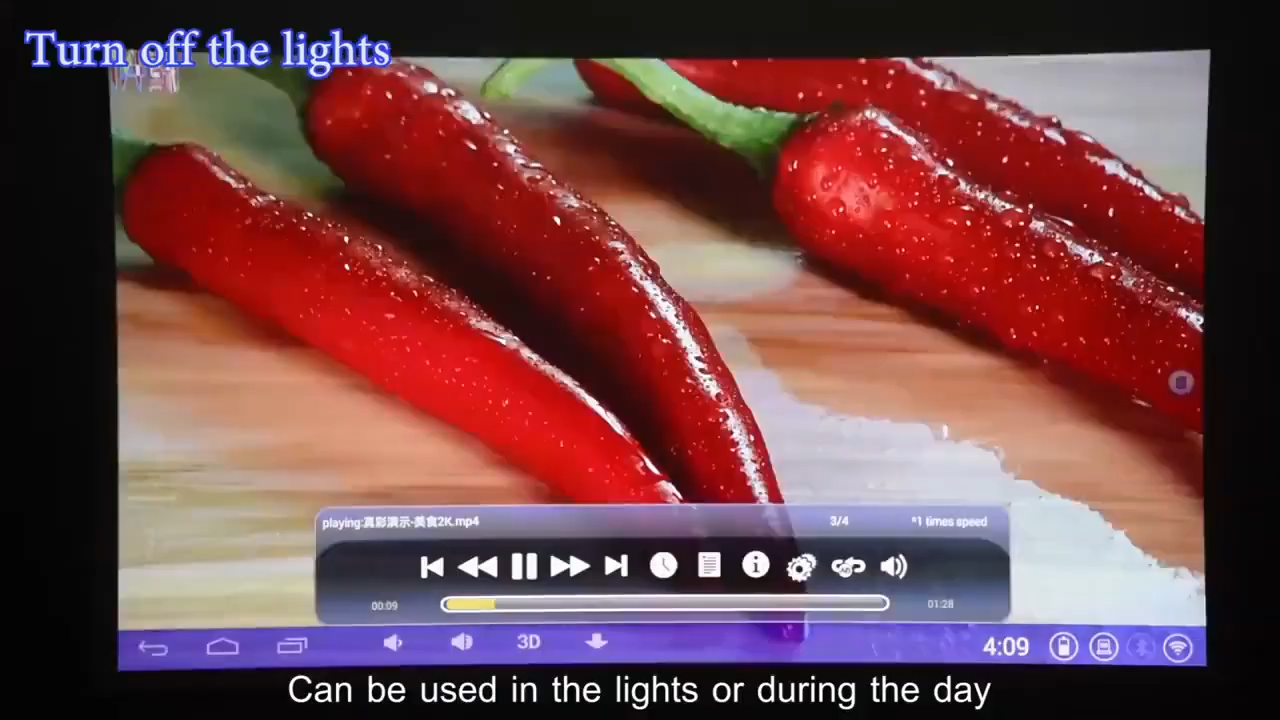 Turn off the lights
playing:真彩演示-美食2K.mp4 3/4 *1 times speed
00:09 01:28
3D 4:09
Can be used in the lights or during the day